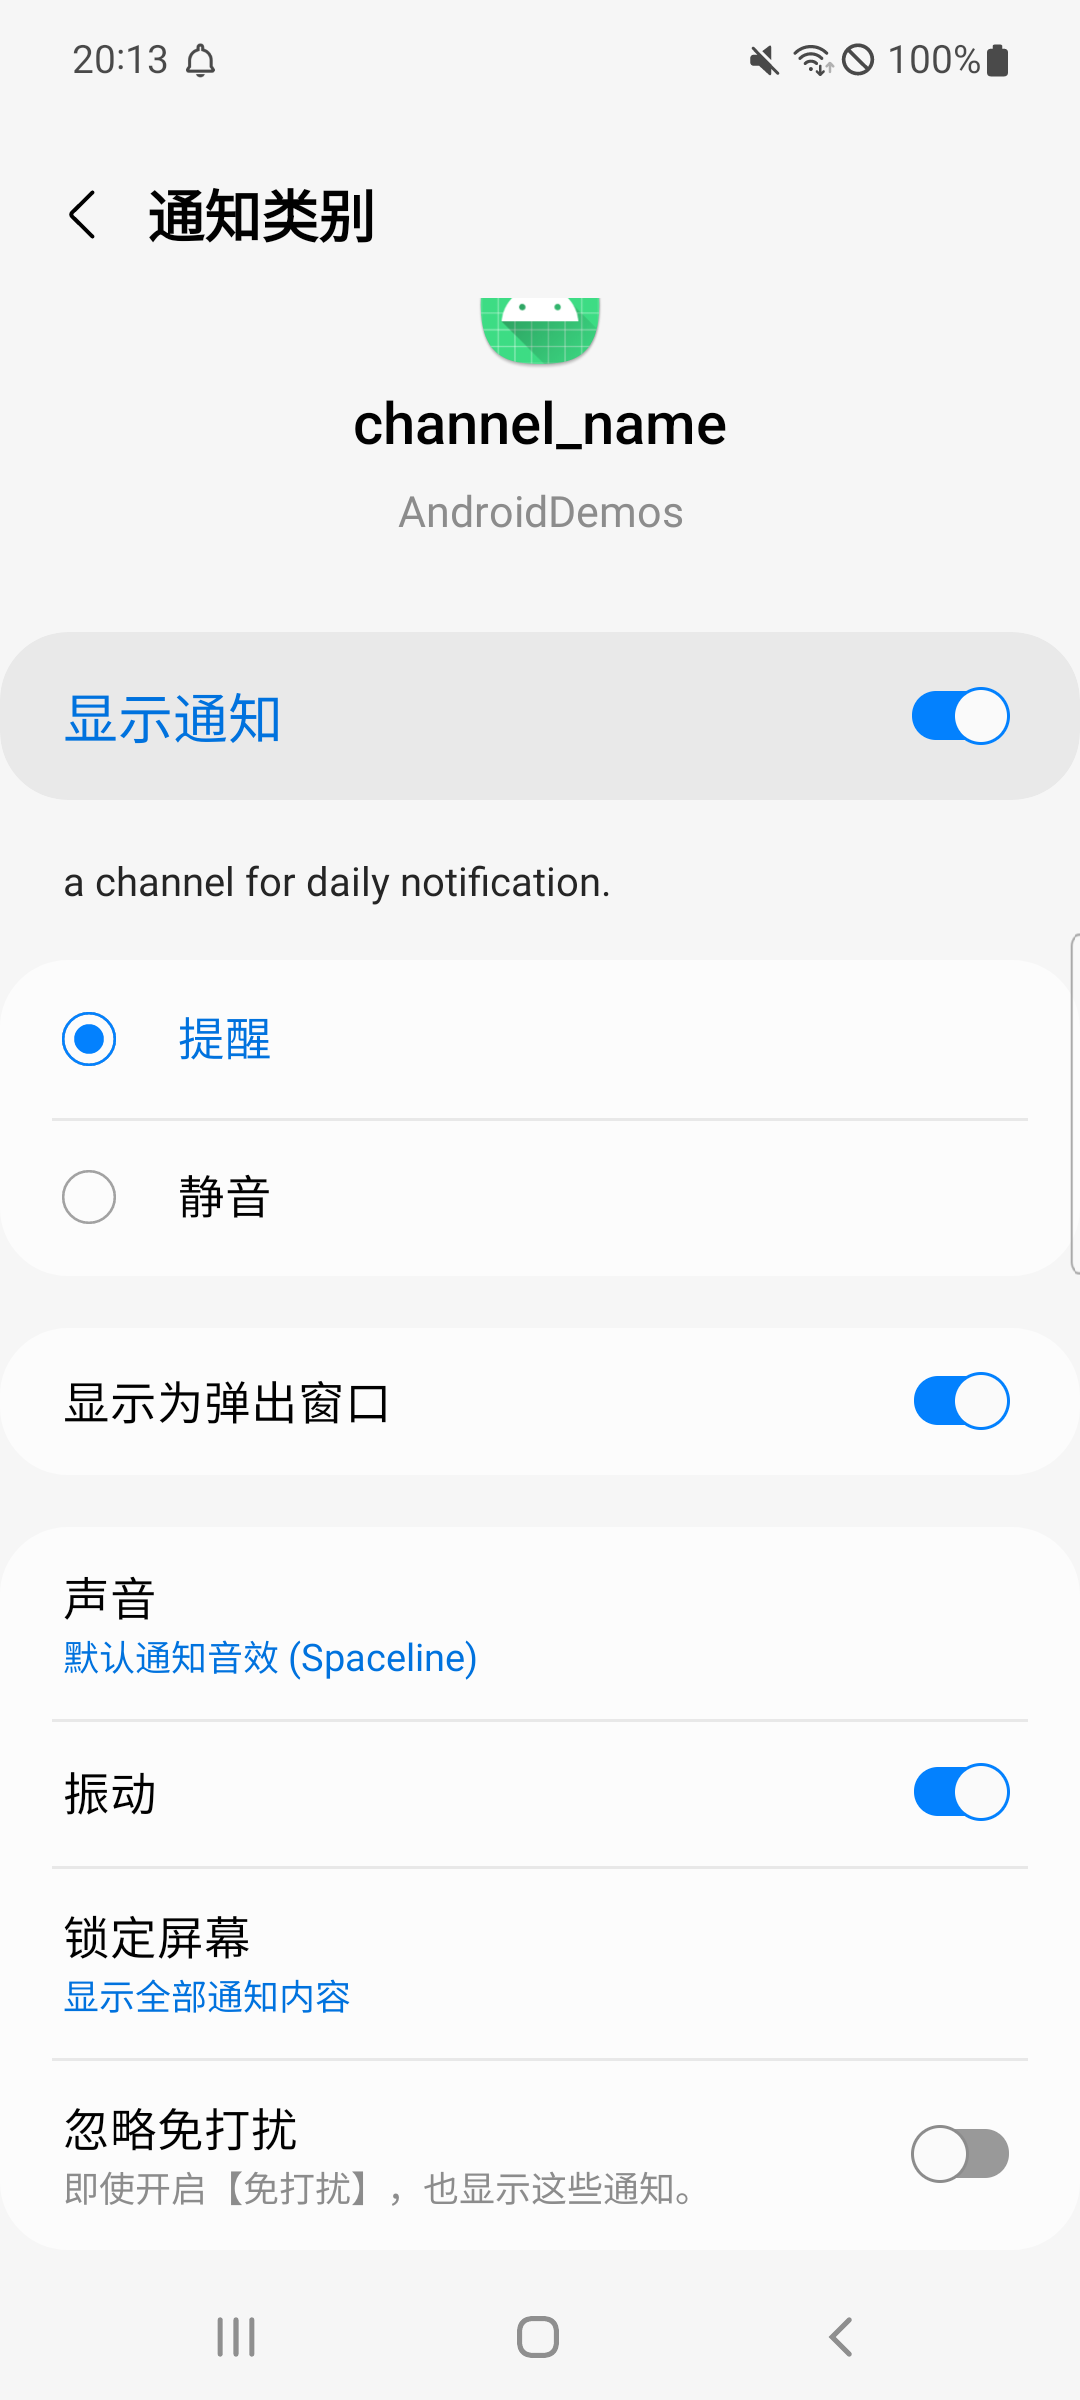 20:13 100%
通知类别
channel_name
AndroidDemos
显示通知
a channel for daily notification.
提醒
静音
显示为弹出窗口
声音
默认通知音效 (Spaceline)
振动
锁定屏幕
显示全部通知内容
忽略免打扰
即使开启【免打扰】，也显示这些通知。